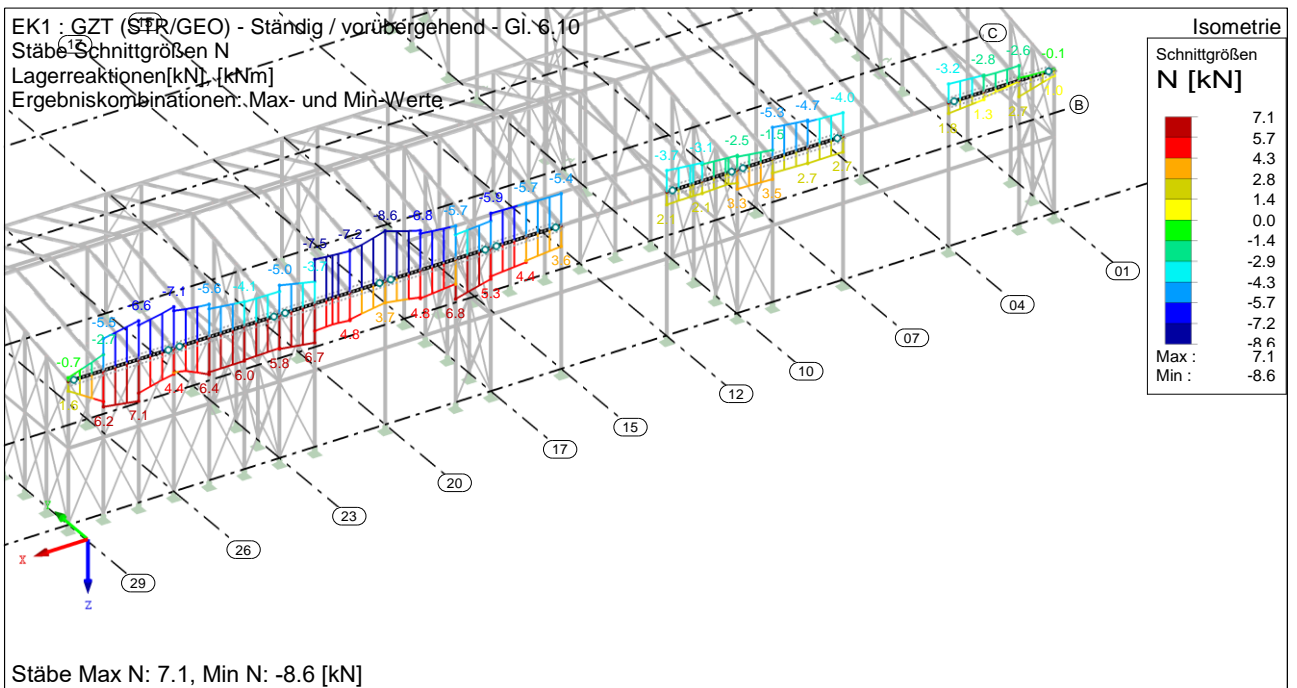 EK1 : GZT (STR/GEO) - Ständig / vorübergehend - Gl. 6.10
Stäbe Schnittgrößen N
Lagerreaktionen[kN], [kNm]
Ergebniskombinationen: Max- und Min-Werte
Isometrie
Schnittgrößen
N [kN]
7.1
5.7
4.3
2.8
1.4
0.0
-1.4
-2.9
-4.3
-5.7
-7.2
-8.6
Max : 7.1
Min : -8.6
C
B
-3.2 -2.8 -2.6 -0.1
1.3
-5.3 -4.7 -4.0
-3.7 -3.1 -2.5 -1.5
3.3 3.5 2.7 2.7
-8.6 -6.8 -5.7 -5.9 -5.7 -5.4
-7.5 -7.2
-5.0 -3.7
-7.1 -4.1
-0.7 -2.7
1.6 6.2 7.1 4.4 6.4 6.0 5.8 6.7 4.8 3.7 4.8 6.8 5.3 4.4 3.6
01
04
07
10
12
15
17
20
23
26
29
X
Z
Stäbe Max N: 7.1, Min N: -8.6 [kN]